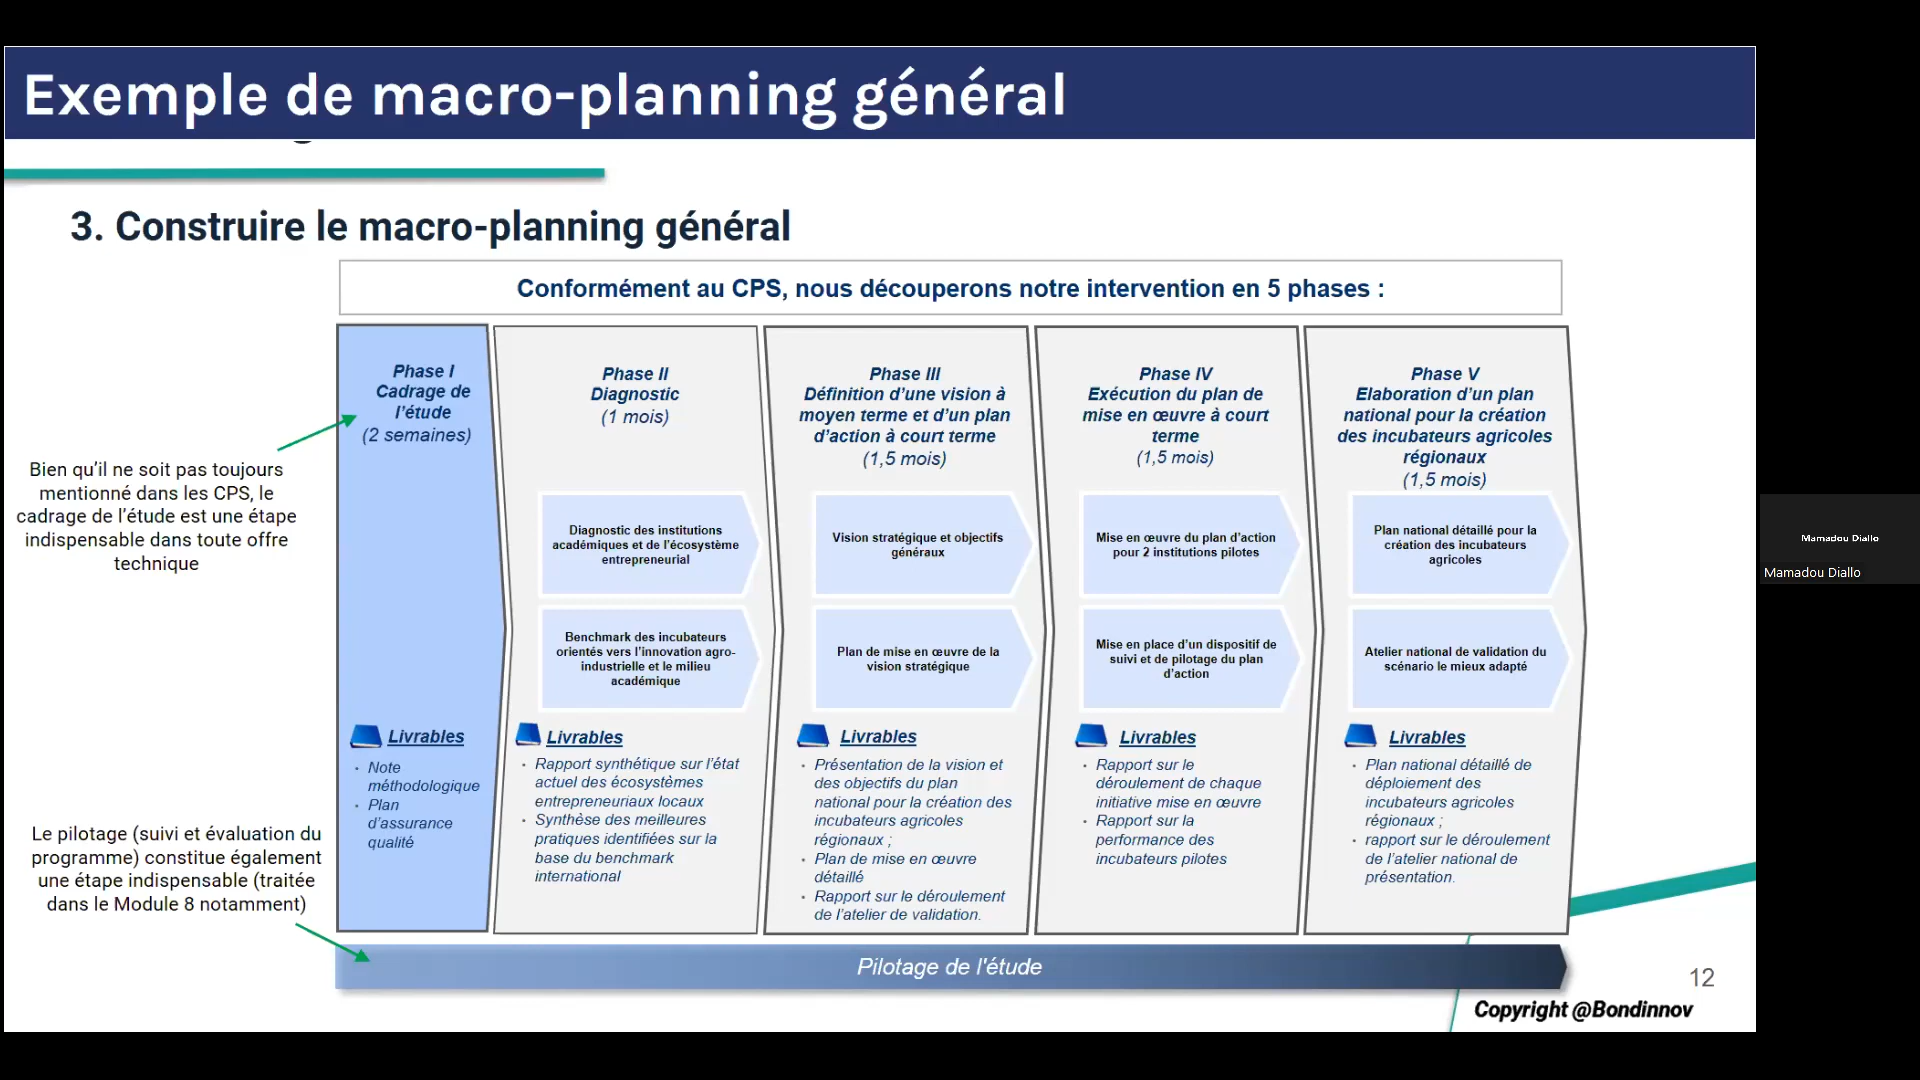 Exemple de macro-planning général
3. Construire le macro-planning général
Conformément au CPS, nous découperons notre intervention en 5 phases :
Bien qu’il ne soit pas toujours
mentionné dans les CPS, le
cadrage de l’étude est une étape
indispensable dans toute offre
technique
Le pilotage (suivi et évaluation du
programme) constitue également
une étape indispensable (traitée
dans le Module 8 notamment)
Phase I
Cadrage de
l’étude
(2 semaines)
Livrables
• Note
méthodologique
• Plan
d’assurance
qualité
Phase II
Diagnostic
(1 mois)
Diagnostic des institutions
académiques et de l’écosystème
entrepreneurial
Benchmark des incubateurs
orientés vers l’innovation agro-
industrielle et le milieu
académique
Livrables
• Rapport synthétique sur l’état
actuel des écosystèmes
entrepreneuriaux locaux
• Synthèse des meilleures
pratiques identifiées sur la
base du benchmark
international
Phase III
Définition d’une vision à
moyen terme et d’un plan
d’action à court terme
(1,5 mois)
Vision stratégique et objectifs
généraux
Plan de mise en œuvre de la
vision stratégique
Livrables
• Présentation de la vision et
des objectifs du plan
national pour la création des
incubateurs agricoles
régionaux ;
• Plan de mise en œuvre
détaillé
• Rapport sur le déroulement
de l’atelier de validation.
Phase IV
Exécution du plan de
mise en œuvre à court
terme
(1,5 mois)
Mise en œuvre du plan d’action
pour 2 institutions pilotes
Mise en place d’un dispositif de
suivi et de pilotage du plan
d’action
Livrables
• Rapport sur le
déroulement de chaque
initiative mise en œuvre
• Rapport sur la
performance des
incubateurs pilotes
Phase V
Elaboration d’un plan
national pour la création
des incubateurs agricoles
régionaux
(1,5 mois)
Plan national détaillé pour la
création des incubateurs
agricoles
Atelier national de validation du
scénario le mieux adapté
Livrables
• Plan national détaillé de
déploiement des
incubateurs agricoles
régionaux ;
• rapport sur le déroulement
de l’atelier national de
présentation.
Pilotage de l'étude
12
Copyright @Bondinnov
Mamadou Diallo
Mamadou Diallo